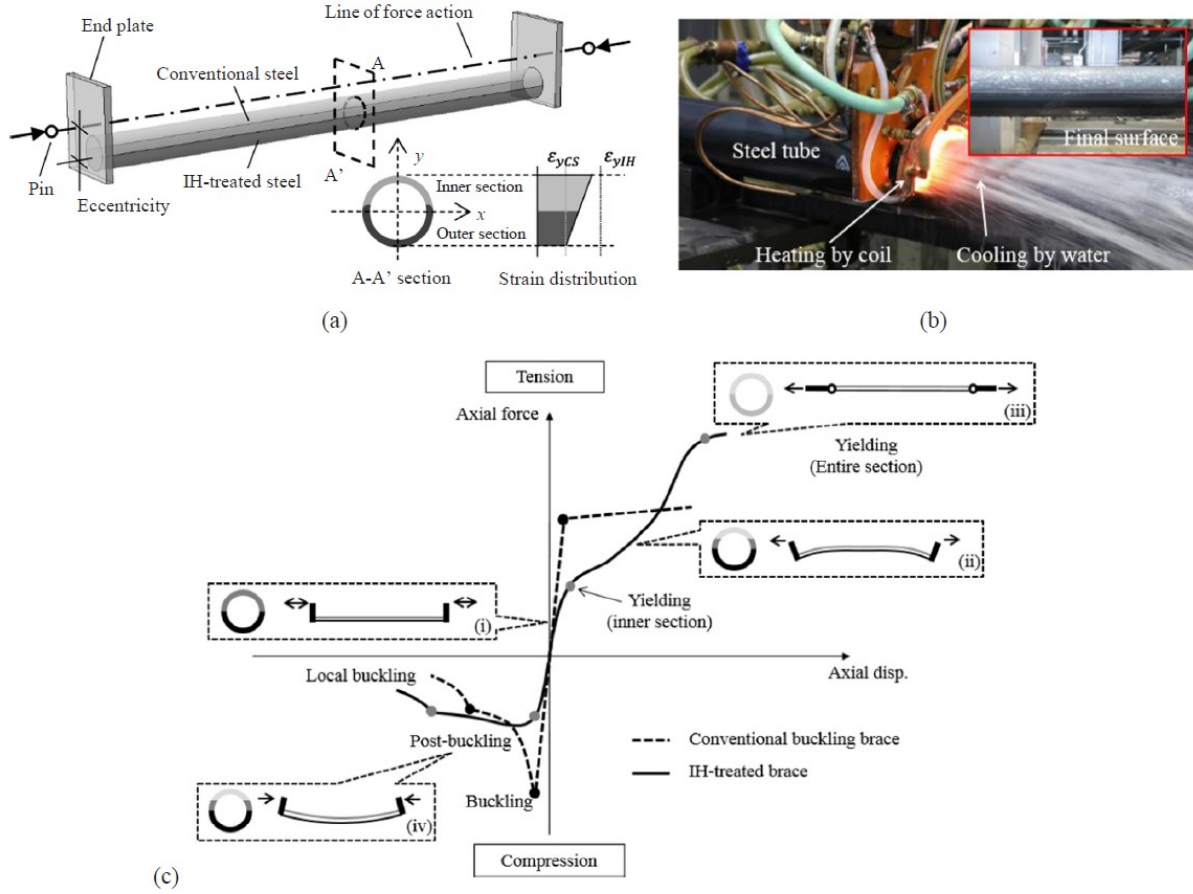 Line of force action
End plate
Conventional steel
A
Pin
Eccentricity
IH-treated steel
A'
y
x
Inner section
Outer section
A-A' section
εyCS
εyIH
Strain distribution
(a)
Steel tube
Final surface
Heating by coil
Cooling by water
(b)
Tension
Axial force
(iii)
Yielding
(Entire section)
(ii)
Yielding
(inner section)
(i)
Axial disp.
Local buckling
Post-buckling
Conventional buckling brace
IH-treated brace
Buckling
(iv)
Compression
(c)